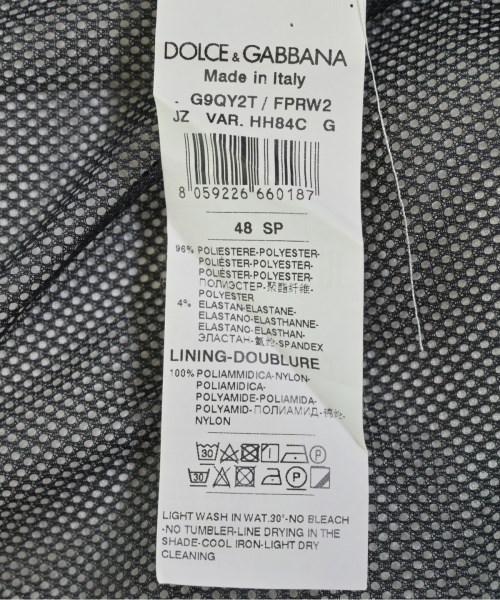 DOLCE & GABBANA
Made in Italy
G9QY2T / FPRW2
JZ VAR. HH84C G
8 059226 660187
48 SP
96% POLIESTERE-POLYESTER-
POLIÉSTER-POLYESTER-
POLIÉSTER-POLYESTER-
ПОЛИЭСТЕР-聚酯纤维-
POLYESTER
4% ELASTAN-ELASTANE-
ELASTANO-ELASTHANNE-
ELASTANO-ELASTHAN-
ЭЛАСТАН-氨纶-SPANDEX
LINING-DOUBLURE
100% POLIAMMIDICA-NYLON-
POLIAMIDICA-
POLYAMIDE-POLIAMIDA-
POLYAMID-ПОЛИАМИД-锦纶-
NYLON
30 P
30 P
LIGHT WASH IN WAT.30°-NO BLEACH
-NO TUMBLER-LINE DRYING IN THE
SHADE-COOL IRON-LIGHT DRY
CLEANING